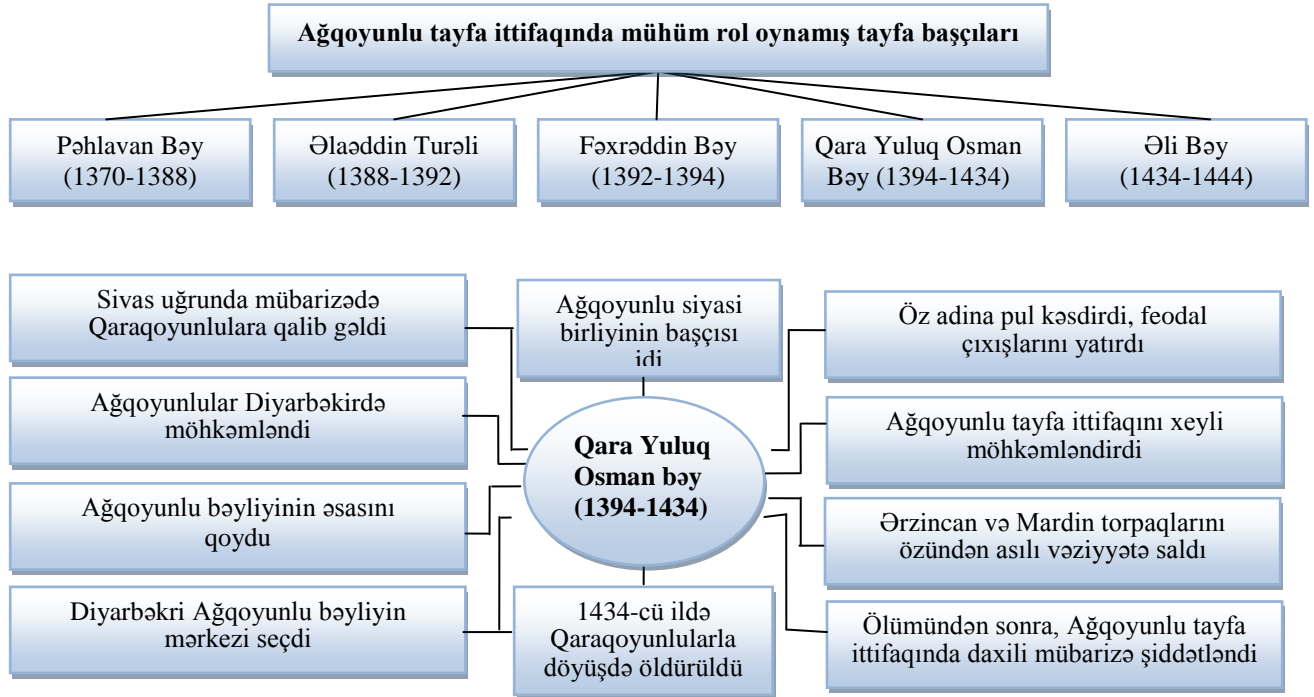 Ağqoyunlu tayfa ittifaqında mühüm rol oynamış tayfa başçıları
Pəhlavan Bəy
(1370-1388)
Əlaəddin Turəli
(1388-1392)
Fəxrəddin Bəy
(1392-1394)
Qara Yuluq Osman
Bəy (1394-1434)
Əli Bəy
(1434-1444)
Sivas uğrunda mübarizədə
Qaraqoyunlulara qalib gəldi
Ağqoyunlular Diyarbəkirdə
möhkəmləndi
Ağqoyunlu bəyliyinin əsasını
qoydu
Diyarbəkri Ağqoyunlu bəyliyin
mərkəzi seçdi
Ağqoyunlu siyasi
birliyinin başçısı
idi
Qara Yuluq
Osman bəy
(1394-1434)
1434-cü ildə
Qaraqoyunlularla
döyüşdə öldürüldü
Öz adina pul kəsdirdi, feodal
çıxışlarını yatırdı
Ağqoyunlu tayfa ittifaqını xeyli
möhkəmləndirdi
Ərzincan və Mardin torpaqlarını
özündən asılı vəziyyətə saldı
Ölümündən sonra, Ağqoyunlu tayfa
ittifaqında daxili mübarizə şiddətləndi